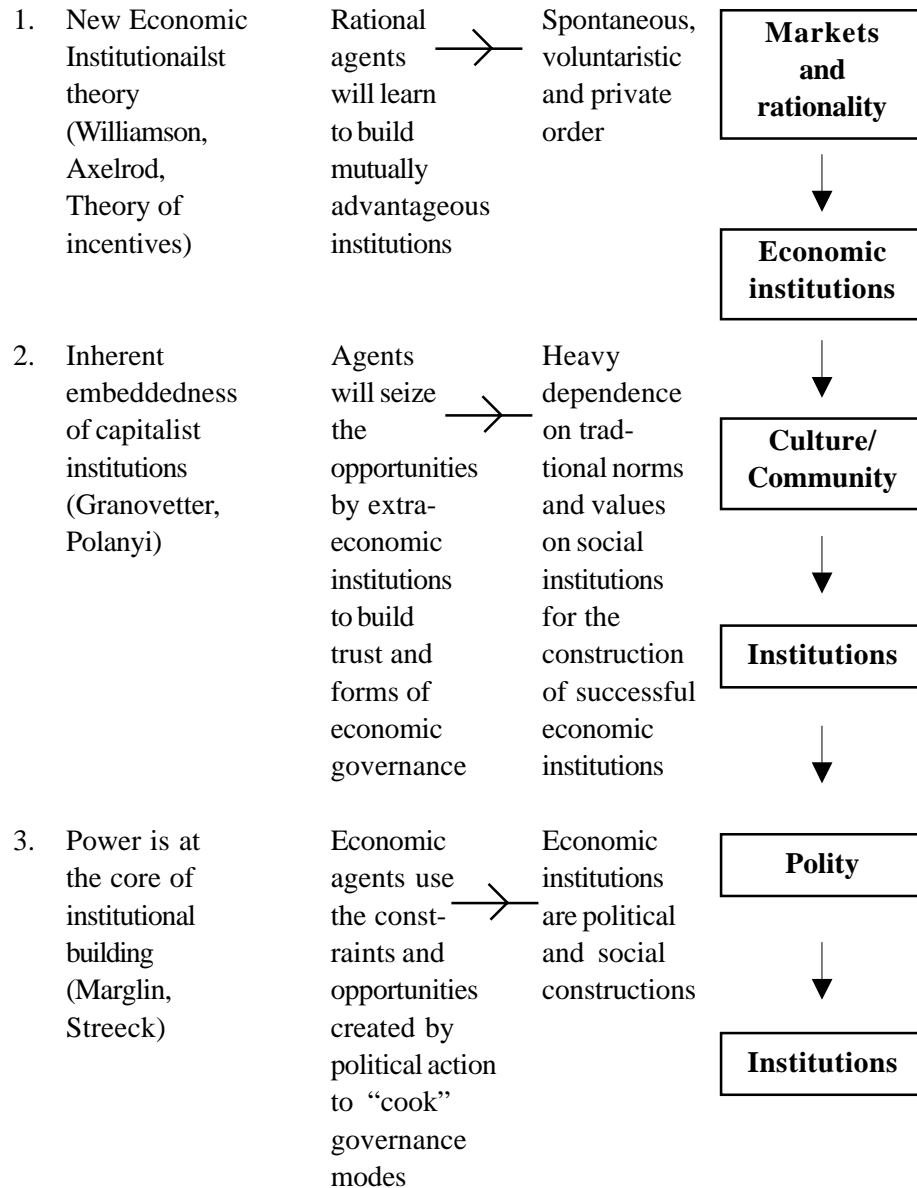 1. New Economic
Institutionailst
theory
(Williamson,
Axelrod,
Theory of
incentives)
Rational
agents
will learn
to build
mutually
advantageous
institutions
Spontaneous,
voluntaristic
and private
order
Markets
and
rationality
Economic
institutions
2. Inherent
embeddedness
of capitalist
institutions
(Granovetter,
Polanyi)
Agents
will seize
the
opportunities
by extra-
economic
institutions
to build
trust and
forms of
economic
governance
Heavy
dependence
on trad-
tional norms
and values
on social
institutions
for the
construction
of successful
economic
institutions
Culture/
Community
Institutions
3. Power is at
the core of
institutional
building
(Marglin,
Streeck)
Economic
agents use
the const-
raints and
opportunities
created by
political action
to “cook”
governance
modes
Economic
institutions
are political
and social
constructions
Polity
Institutions